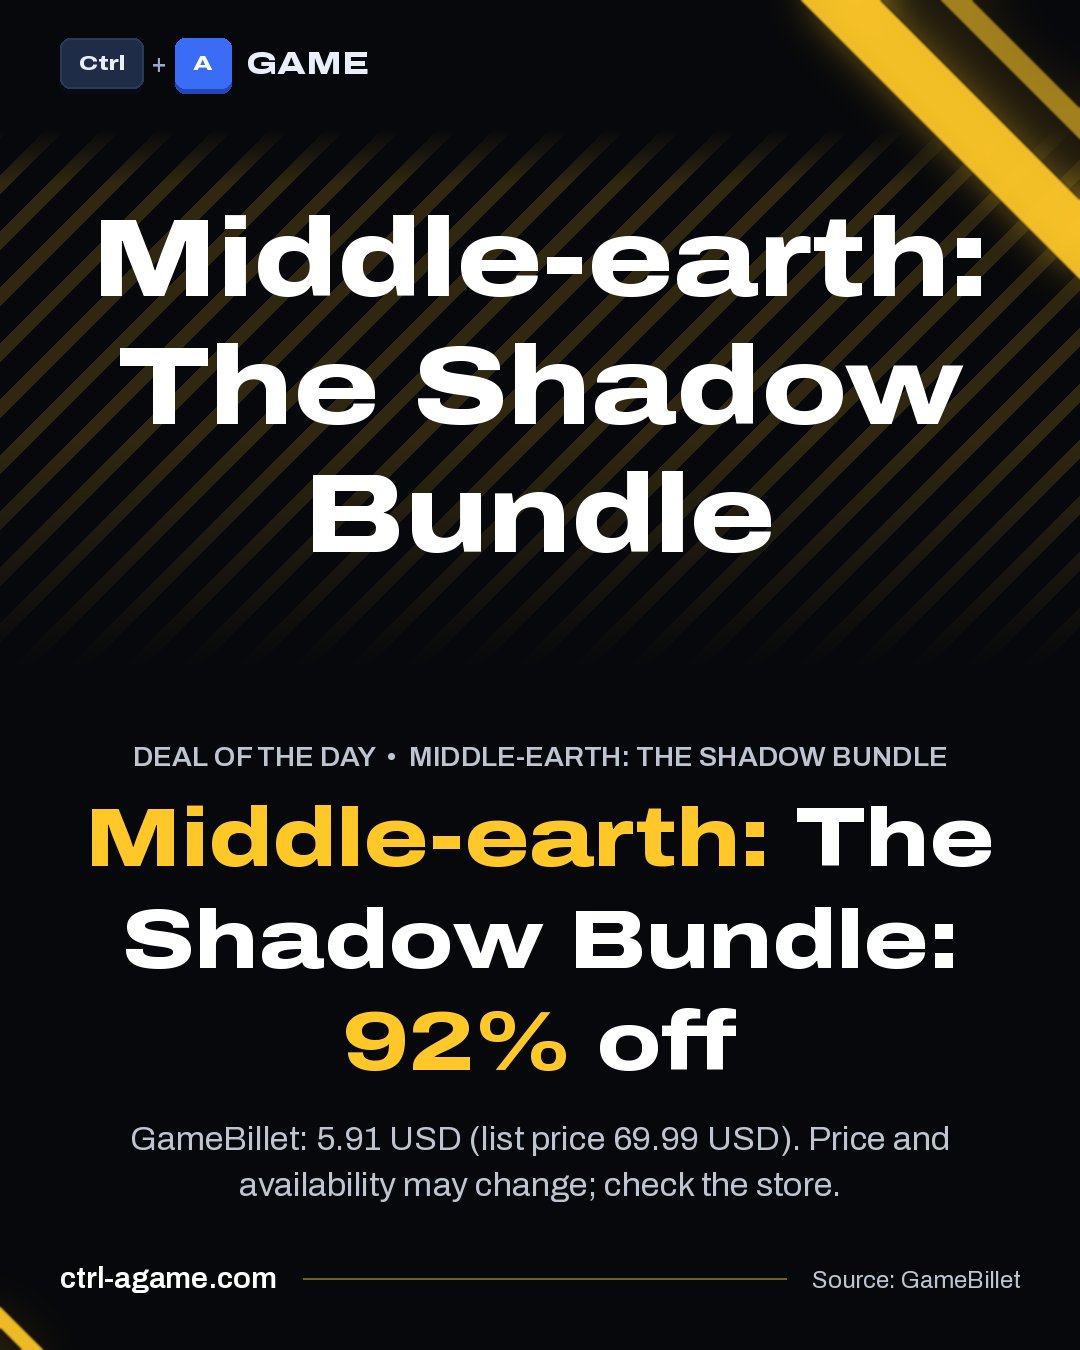 Ctrl + A GAME
Middle-earth:
The Shadow
Bundle
DEAL OF THE DAY • MIDDLE-EARTH: THE SHADOW BUNDLE
Middle-earth: The
Shadow Bundle:
92% off
GameBillet: 5.91 USD (list price 69.99 USD). Price and
availability may change; check the store.
ctrl-agame.com
Source: GameBillet